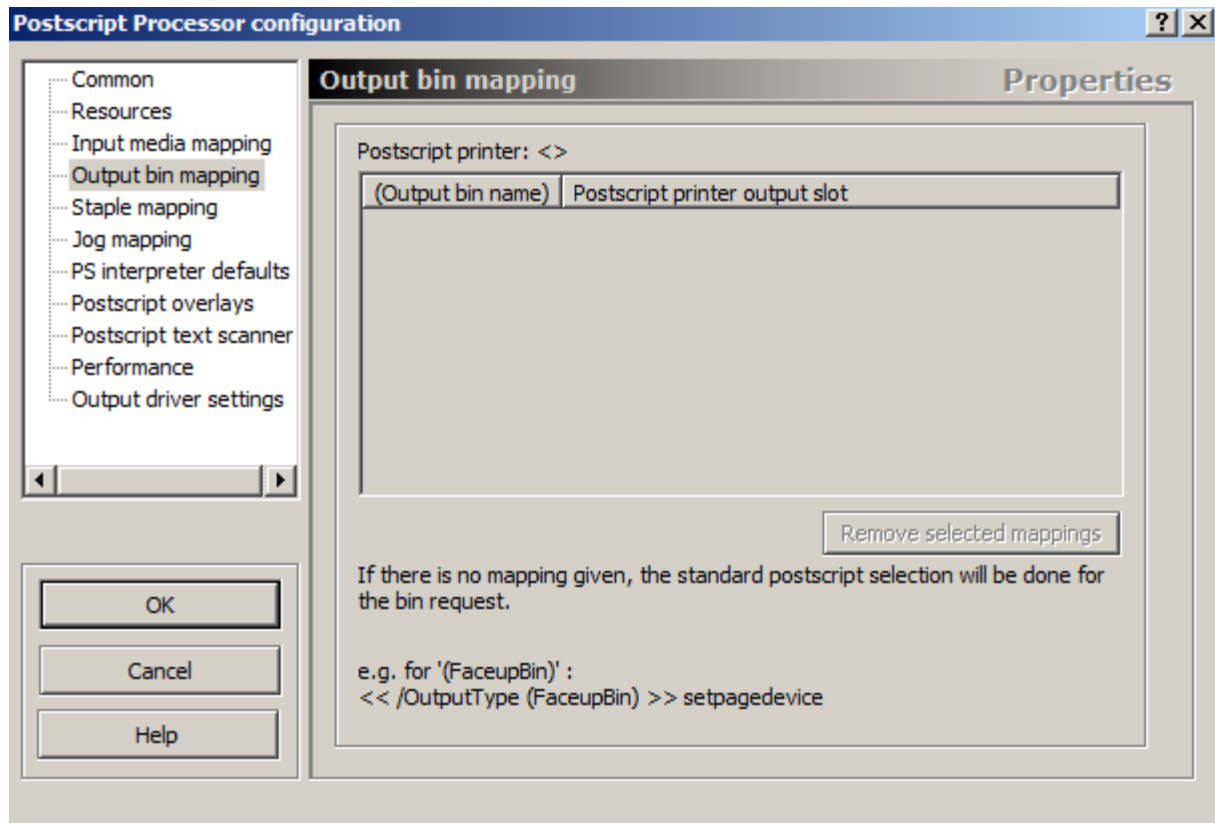 Postscript Processor configuration
? X
Common
Resources
Input media mapping
Output bin mapping
Staple mapping
Jog mapping
PS interpreter defaults
Postscript overlays
Postscript text scanner
Performance
Output driver settings
OK
Cancel
Help
Output bin mapping Properties
Postscript printer: <>
(Output bin name) Postscript printer output slot
Remove selected mappings
If there is no mapping given, the standard postscript selection will be done for
the bin request.
e.g. for '(FaceupBin)' :
<< /OutputType (FaceupBin) >> setpagedevice